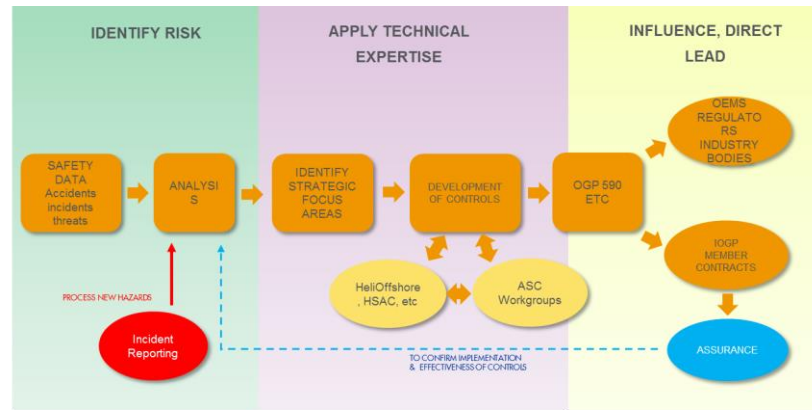 IDENTIFY RISK
APPLY TECHNICAL
EXPERTISE
INFLUENCE, DIRECT
LEAD
SAFETY
DATA
Accidents
incidents
threats
ANALYSI
S
IDENTIFY
STRATEGIC
FOCUS
AREAS
DEVELOPMENT
OF CONTROLS
OGP 590
ETC
OEMS
REGULATO
RS
INDUSTRY
BODIES
IOGP
MEMBER
CONTRACTS
HeliOffshore
, HSAC, etc
ASC
Workgroups
PROCESS NEW HAZARDS
Incident
Reporting
TO CONFIRM IMPLEMENTATION
& EFFECTIVENESS OF CONTROLS
ASSURANCE